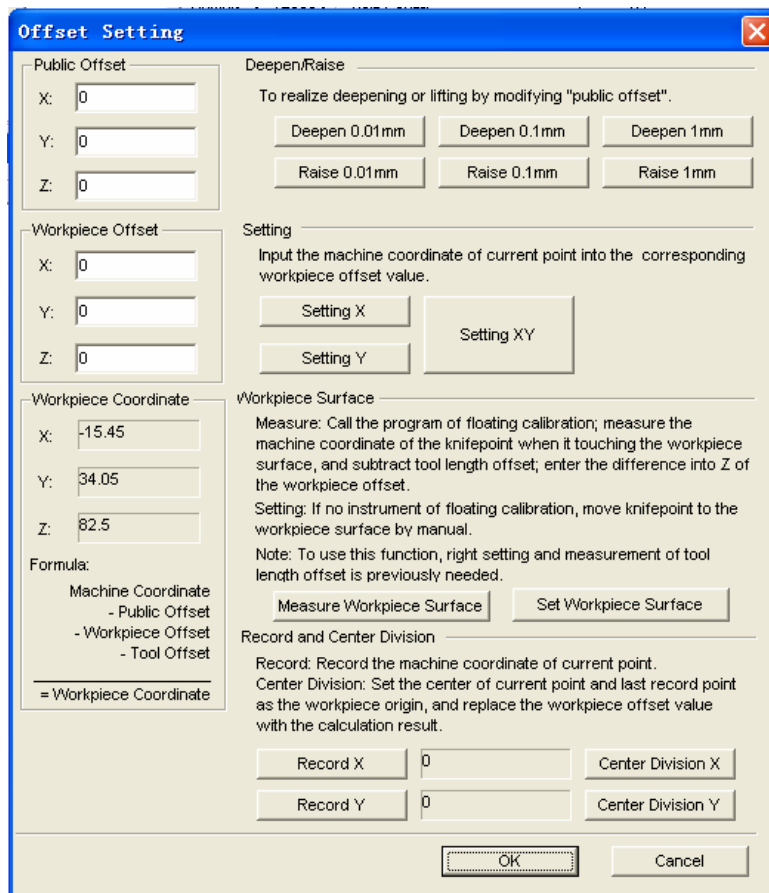 Offset Setting
Public Offset
X: 0
Y: 0
Z: 0
Deepen/Raise
To realize deepening or lifting by modifying "public offset".
Deepen 0.01mm Deepen 0.1mm Deepen 1mm
Raise 0.01mm Raise 0.1mm Raise 1mm
Workpiece Offset
X: 0
Y: 0
Z: 0
Setting
Input the machine coordinate of current point into the corresponding
workpiece offset value.
Setting X
Setting XY
Setting Y
Workpiece Coordinate
X: -15.45
Y: 34.05
Z: 82.5
Formula:
Machine Coordinate
- Public Offset
- Workpiece Offset
- Tool Offset
= Workpiece Coordinate
Workpiece Surface
Measure: Call the program of floating calibration; measure the
machine coordinate of the knifepoint when it touching the workpiece
surface, and subtract tool length offset; enter the difference into Z of
the workpiece offset.
Setting: If no instrument of floating calibration, move knifepoint to the
workpiece surface by manual.
Note: To use this function, right setting and measurement of tool
length offset is previously needed.
Measure Workpiece Surface Set Workpiece Surface
Record and Center Division
Record: Record the machine coordinate of current point.
Center Division: Set the center of current point and last record point
as the workpiece origin, and replace the workpiece offset value
with the calculation result.
Record X 0 Center Division X
Record Y 0 Center Division Y
OK Cancel